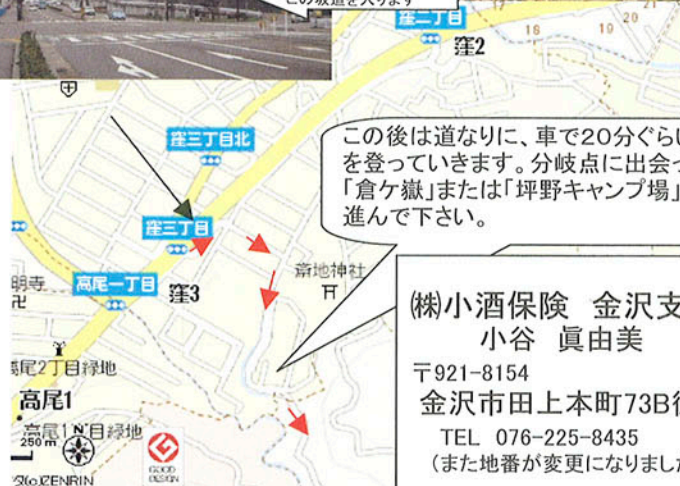 この坂道を入ります
窪二丁目
窪2
17
18
19
20
21
窪三丁目北
この後は道なりに、車で20分ぐらい
を登っていきます。分岐点に出会っ
「倉ケ嶽」または「坪野キャンプ場」
進んで下さい。
窪三丁目
斎地神社
明寺
高尾一丁目
窪3
高尾2丁目緑地
高尾1
高尾1丁目緑地
250 m
N
(c)ZENRIN
GOOD
DESIGN
㈱小酒保険 金沢支
小谷 眞由美
〒921-8154
金沢市田上本町73B街
TEL 076-225-8435
(また地番が変更になりました